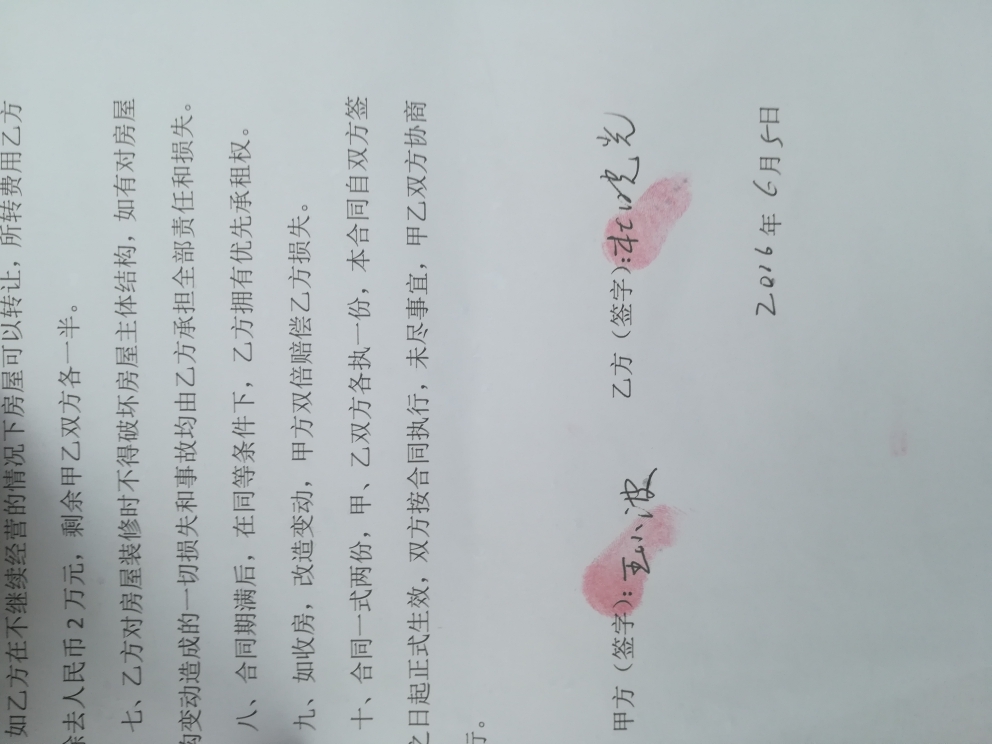 如乙方在不继续经营的情况下房屋可以转让，所转费用乙方
除去人民币2万元，剩余甲乙双方各一半。
七、乙方对房屋装修时不得破坏房屋主体结构，如有对房屋
构变动造成的一切损失和事故均由乙方承担全部责任和损失。
八、合同期满后，在同等条件下，乙方拥有优先承租权。
九、如收房，改造变动，甲方双倍赔偿乙方损失。
十、合同一式两份，甲、乙双方各执一份，本合同自双方签
之日起正式生效，双方按合同执行，未尽事宜，甲乙双方协商
行。
甲方（签字）：王小波 乙方（签字）：杜晓光
2016年6月5日